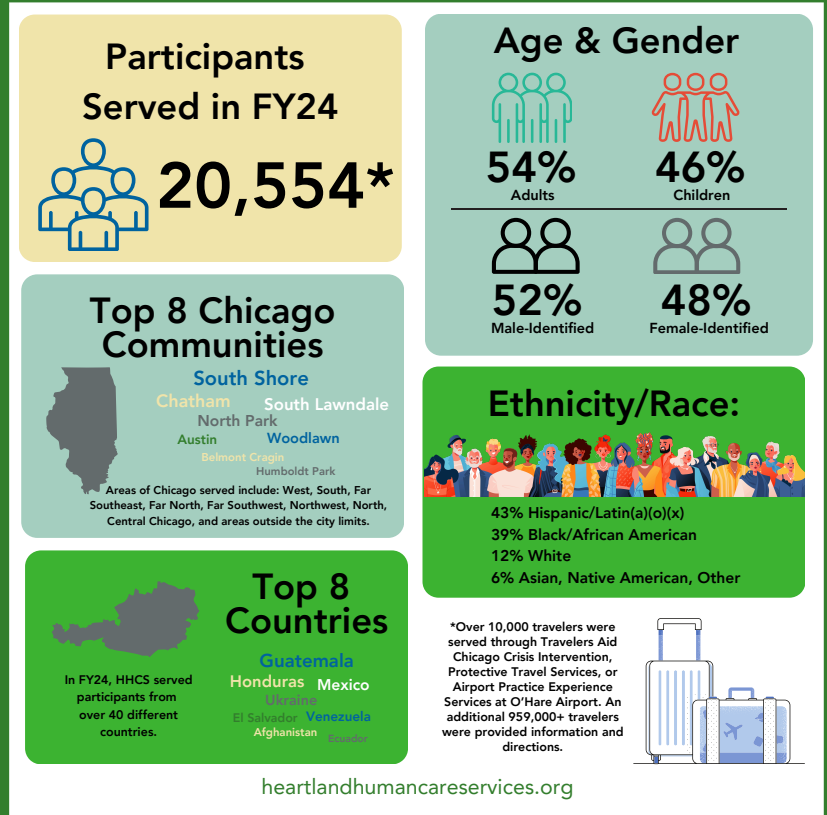 Participants
Served in FY24
20,554*
Age & Gender
54%
Adults
46%
Children
52%
Male-Identified
48%
Female-Identified
Top 8 Chicago
Communities
South Shore
Chatham
South Lawndale
North Park
Austin
Woodlawn
Belmont Cragin
Humboldt Park
Areas of Chicago served include: West, South, Far
Southeast, Far North, Far Southwest, Northwest, North,
Central Chicago, and areas outside the city limits.
Ethnicity/Race:
43% Hispanic/Latin(a)(o)(x)
39% Black/African American
12% White
6% Asian, Native American, Other
Top 8
Countries
In FY24, HHCS served
participants from
over 40 different
countries.
Guatemala
Honduras
Mexico
Ukraine
El Salvador
Venezuela
Afghanistan
Ecuador
*Over 10,000 travelers were
served through Travelers Aid
Chicago Crisis Intervention,
Protective Travel Services, or
Airport Practice Experience
Services at O'Hare Airport. An
additional 959,000+ travelers
were provided information and
directions.
heartlandhumancareservices.org